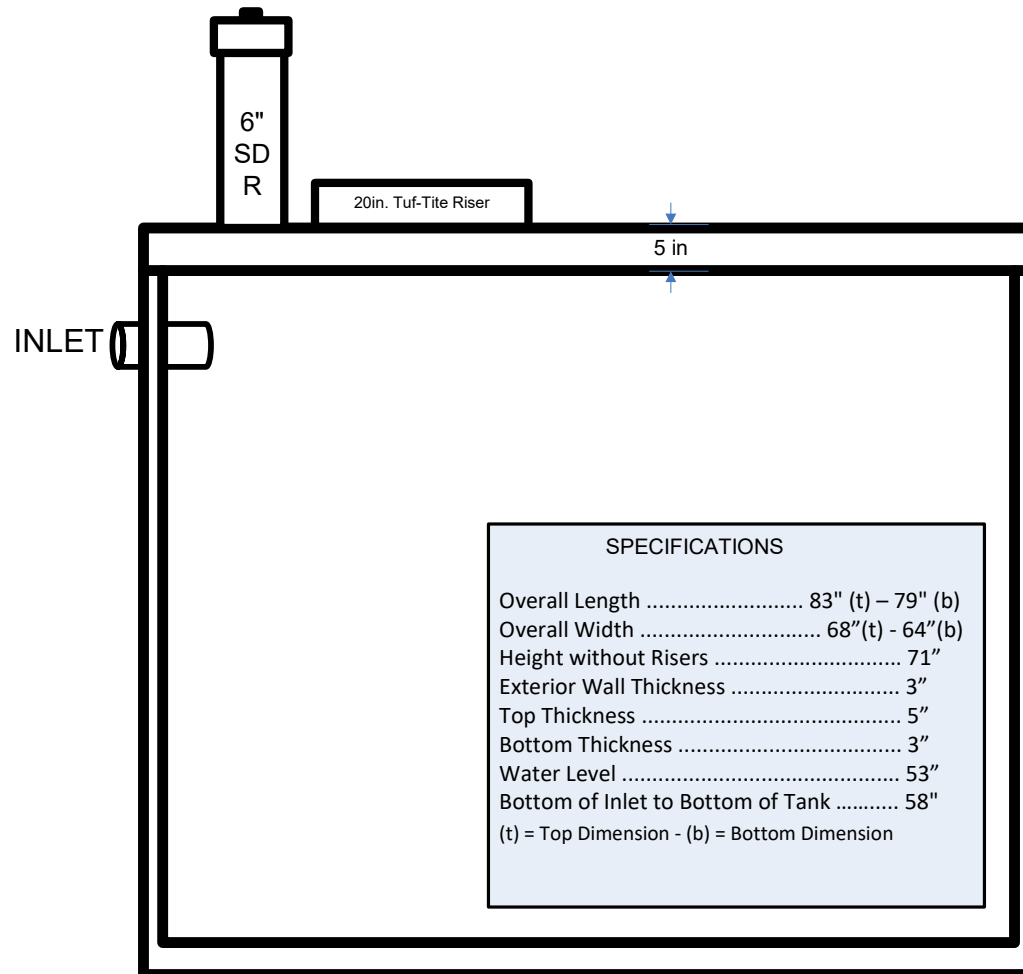 6"
SD
R
20in. Tuf-Tite Riser
5 in
INLET
SPECIFICATIONS
Overall Length ........................... 83" (t) – 79" (b)
Overall Width ............................... 68”(t) - 64”(b)
Height without Risers ................................ 71”
Exterior Wall Thickness ............................. 3”
Top Thickness ............................................ 5”
Bottom Thickness ...................................... 3”
Water Level ................................................ 53”
Bottom of Inlet to Bottom of Tank ........... 58"
(t) = Top Dimension - (b) = Bottom Dimension